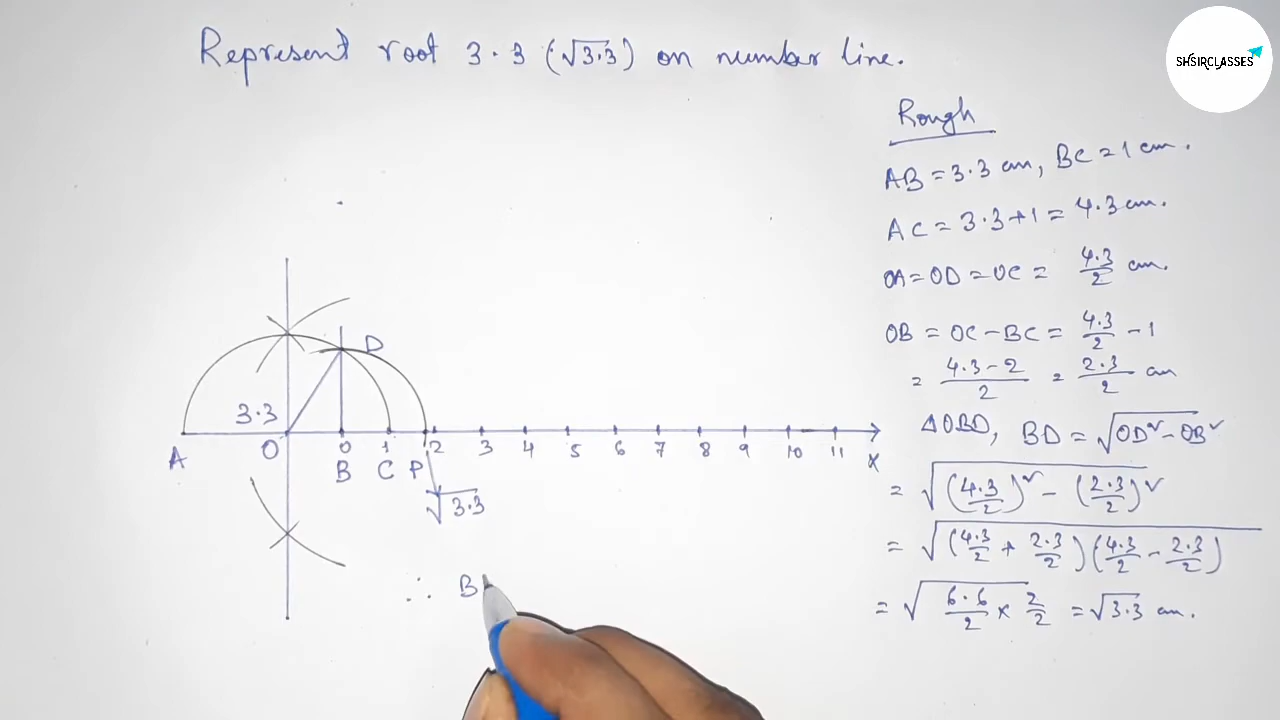 Represent root 3.3 (√3.3) on number line.
SHSIRCLASSES
Rough
AB = 3.3 cm, BC = 1 cm.
AC = 3.3+1 = 4.3 cm.
OA = OD = OC = 4.3/2 cm.
OB = OC - BC = 4.3/2 - 1
= 4.3 - 2/2 = 2.3/2 cm
ΔOBD, BD = √OD² - OB²
= √(4.3/2)² - (2.3/2)²
= √(4.3/2 + 2.3/2)(4.3/2 - 2.3/2)
= √6.6/2 × 2/2 = √3.3 cm.
D
3.3
A O 0 1 2 3 4 5 6 7 8 9 10 11 X
B C P
√3.3
∴ B